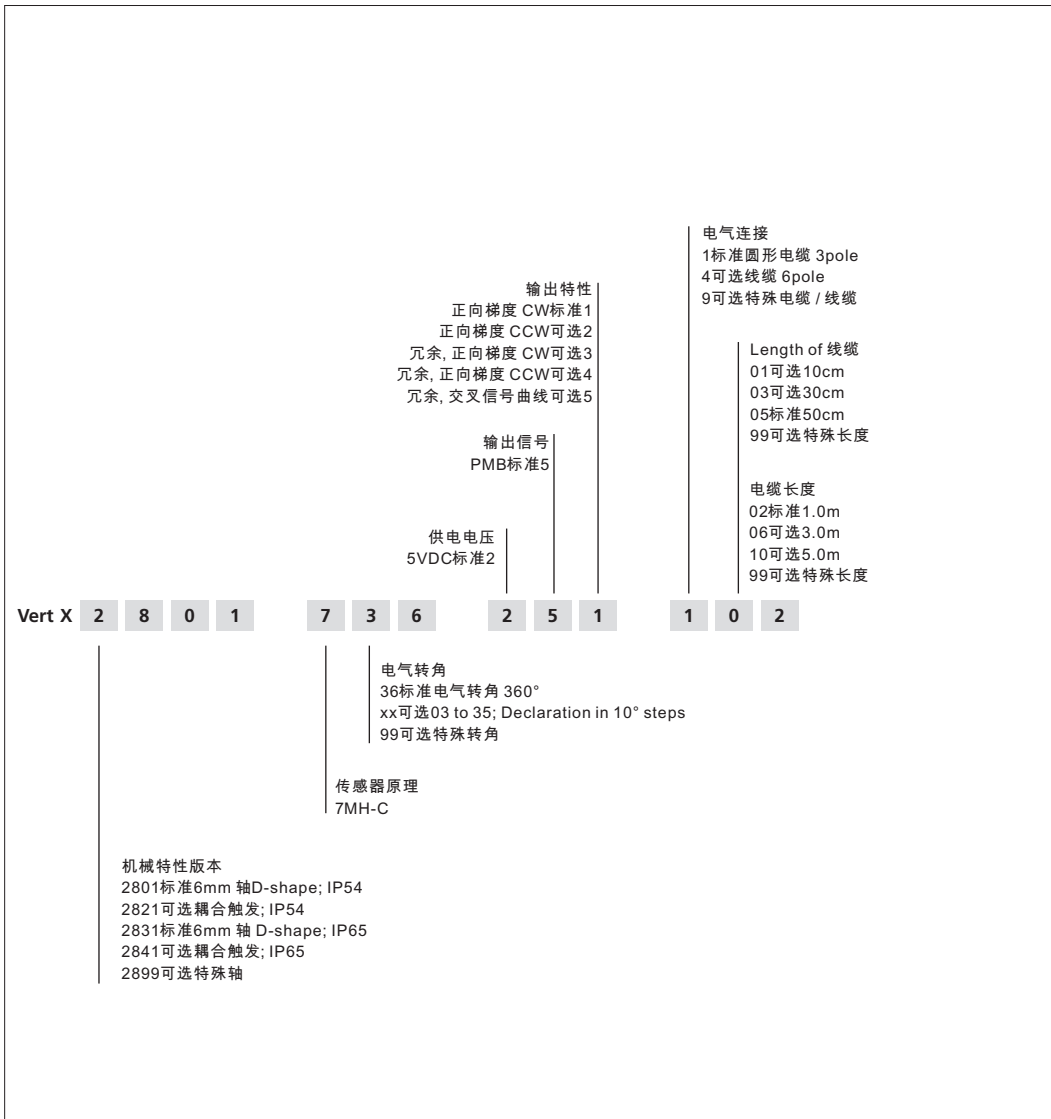 电气连接
1标准圆形电缆 3pole
4可选线缆 6pole
9可选特殊电缆 / 线缆
输出特性
正向梯度 CW标准1
正向梯度 CCW可选2
冗余, 正向梯度 CW可选3
冗余, 正向梯度 CCW可选4
冗余, 交叉信号曲线可选5
Length of 线缆
01可选10cm
03可选30cm
05标准50cm
99可选特殊长度
输出信号
PMB标准5
电缆长度
02标准1.0m
06可选3.0m
10可选5.0m
99可选特殊长度
供电电压
5VDC标准2
Vert X 2 8 0 1 7 3 6 2 5 1 1 0 2
电气转角
36标准电气转角 360°
xx可选03 to 35; Declaration in 10° steps
99可选特殊转角
传感器原理
7MH-C
机械特性版本
2801标准6mm 轴D-shape; IP54
2821可选耦合触发; IP54
2831标准6mm 轴 D-shape; IP65
2841可选耦合触发; IP65
2899可选特殊轴